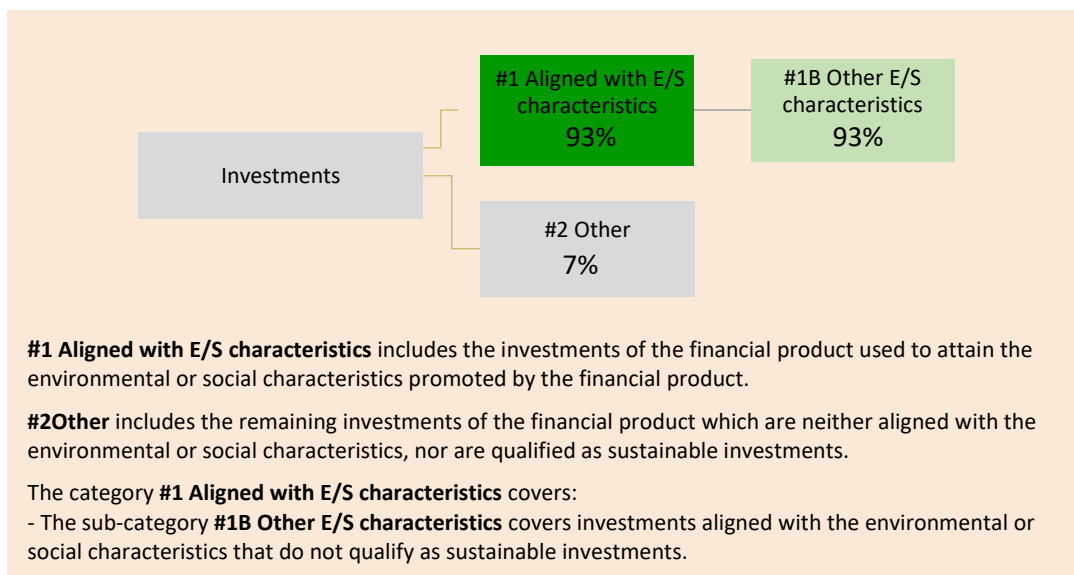 #1 Aligned with E/S
characteristics
93%
#1B Other E/S
characteristics
93%
Investments
#2 Other
7%
#1 Aligned with E/S characteristics includes the investments of the financial product used to attain the
environmental or social characteristics promoted by the financial product.
#2Other includes the remaining investments of the financial product which are neither aligned with the
environmental or social characteristics, nor are qualified as sustainable investments.
The category #1 Aligned with E/S characteristics covers:
- The sub-category #1B Other E/S characteristics covers investments aligned with the environmental or
social characteristics that do not qualify as sustainable investments.